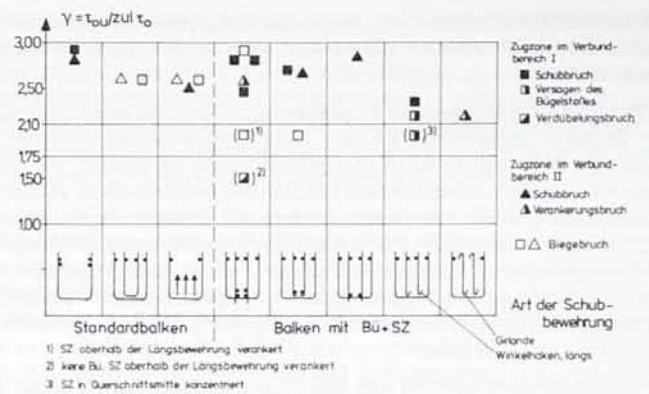 γ = τ₀U/zul τ₀
3,00
2,50
2,10
1,75
1,50
1,00
( )1)
( )2)
( )3)
Standardbalken
Balken mit Bü + SZ
Art der Schub-
bewehrung
Girlande
Winkelhaken, längs
Zugzone im Verbund-
bereich I
Schubbruch
Versagen des
Bügelstoßes
Verdübelungsbruch
Zugzone im Verbund-
bereich II
Schubbruch
Verankerungsbruch
Biegebruch
1) SZ oberhalb der Längsbewehrung verankert
2) keine Bü, SZ oberhalb der Längsbewehrung verankert
3 SZ in Querschnittsmitte konzentriert